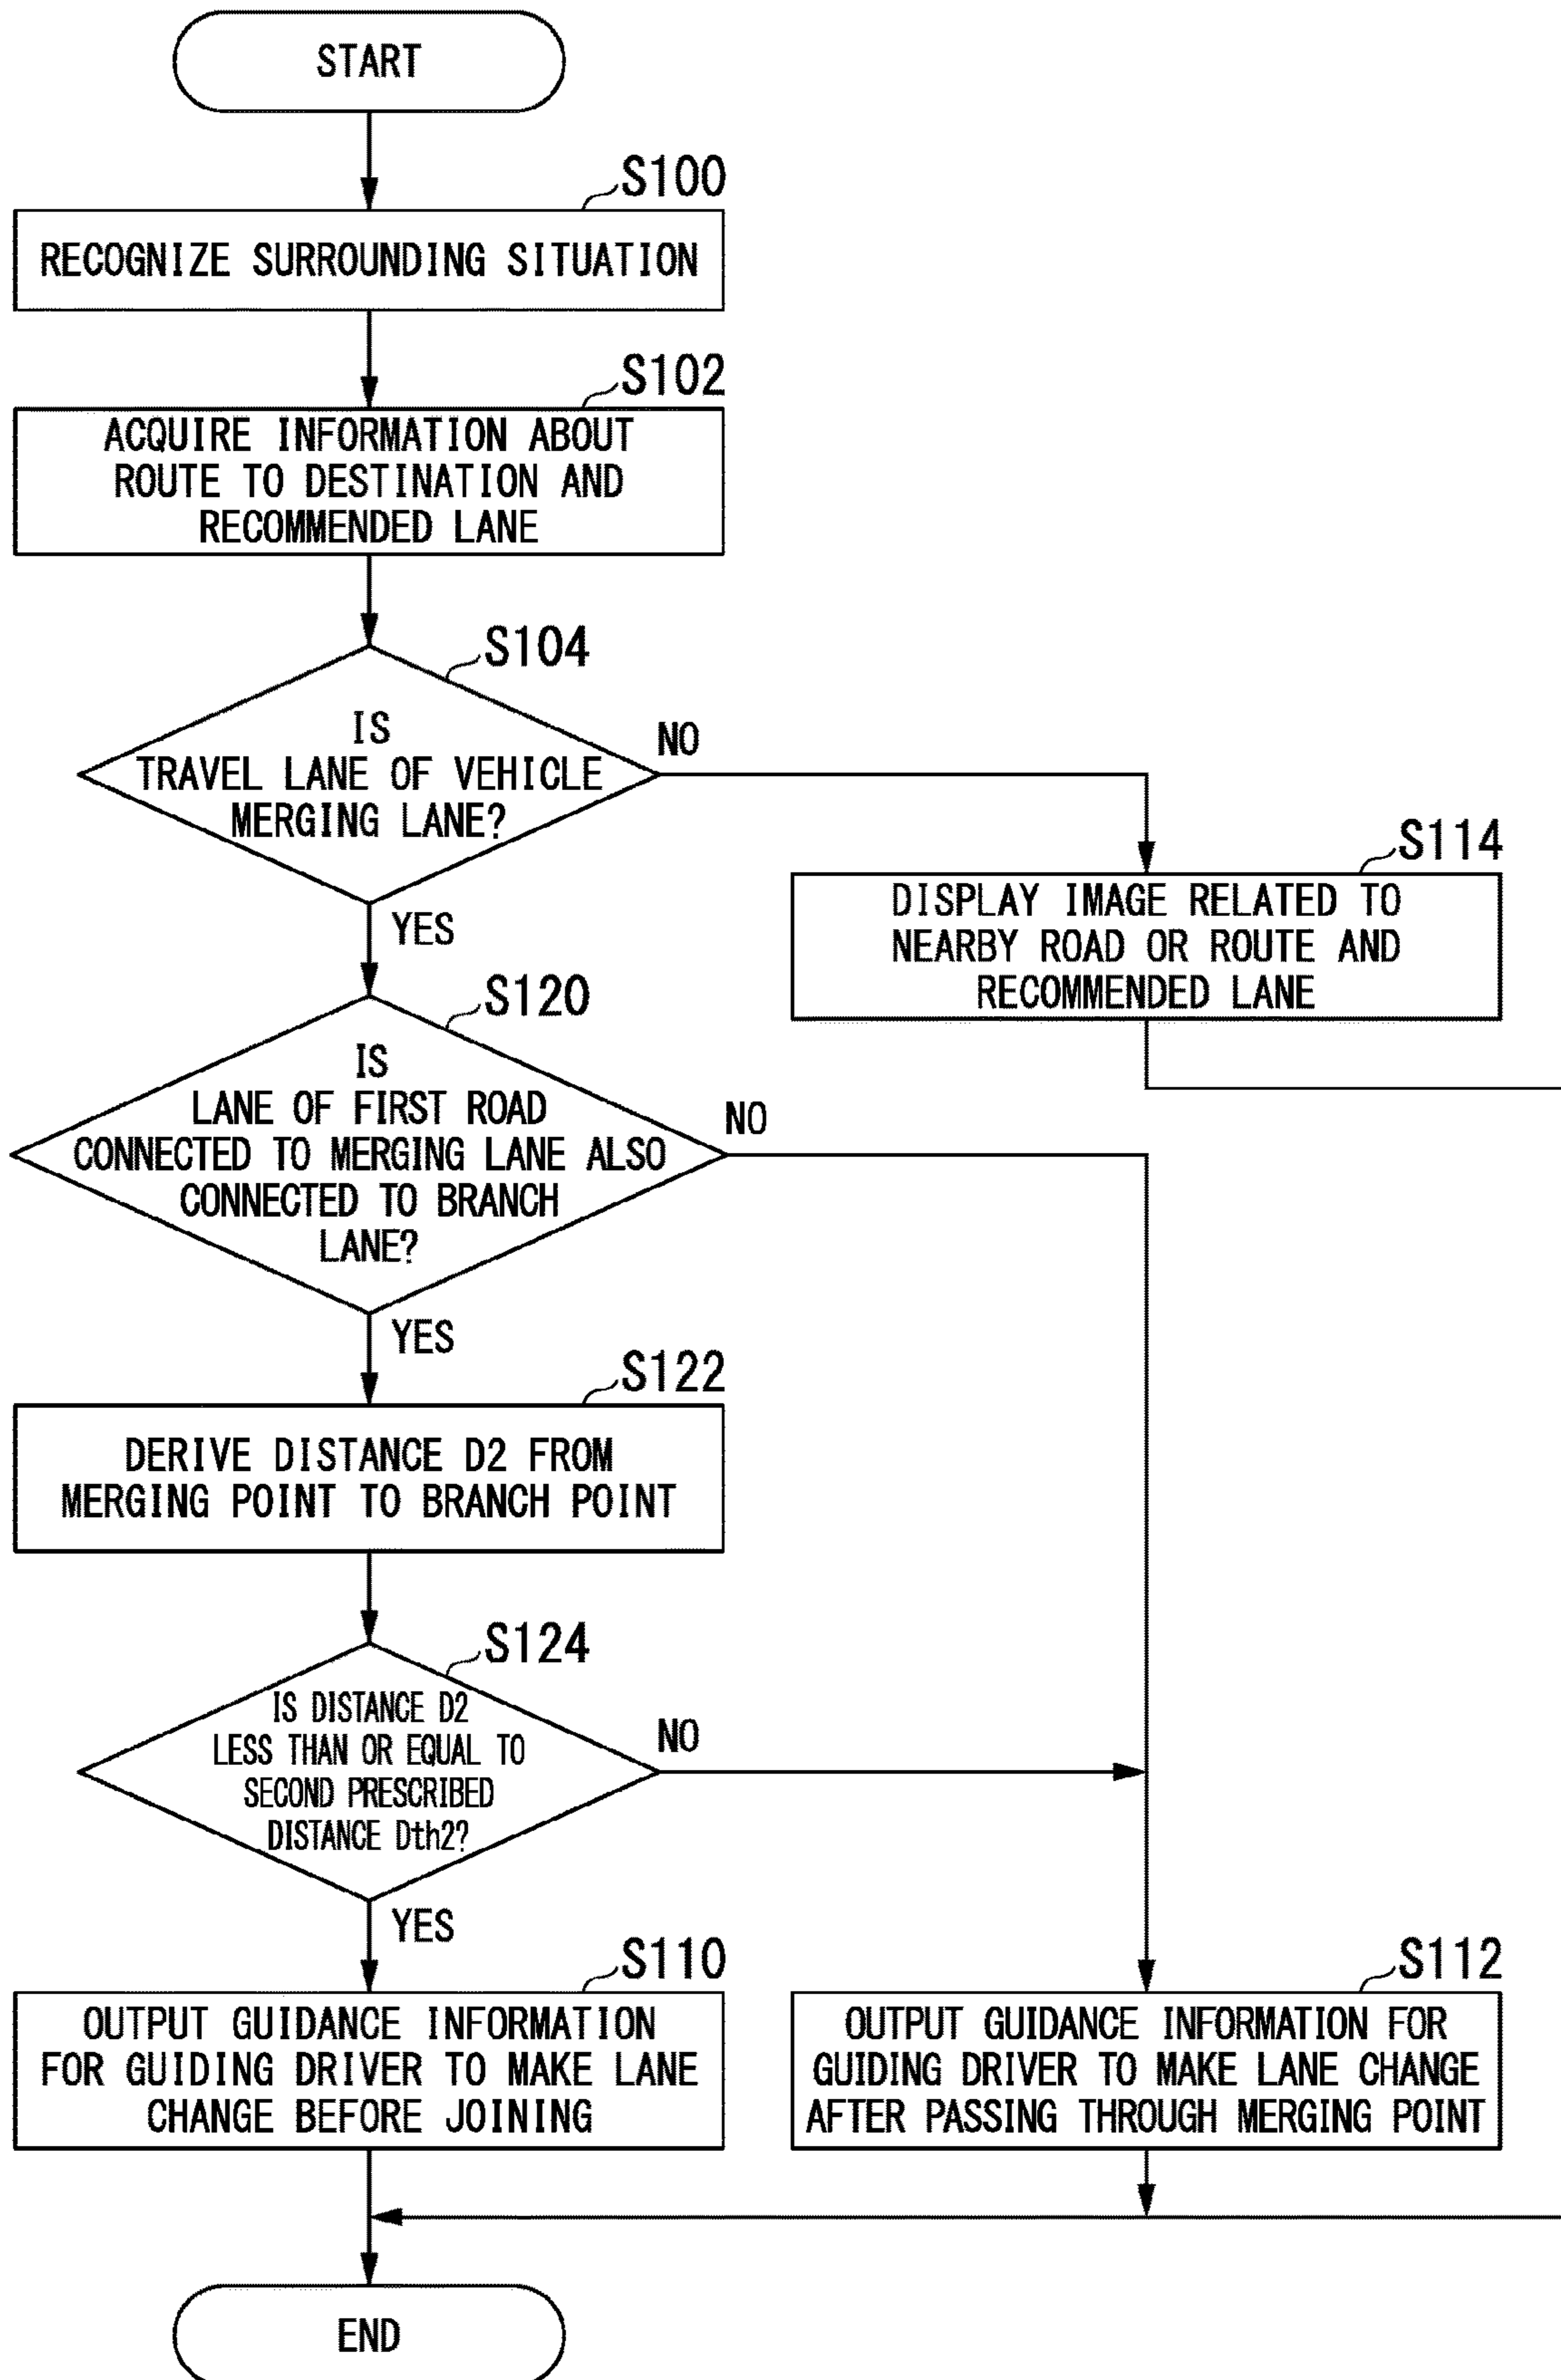 START
S100
RECOGNIZE SURROUNDING SITUATION
S102
ACQUIRE INFORMATION ABOUT
ROUTE TO DESTINATION AND
RECOMMENDED LANE
S104
IS
TRAVEL LANE OF VEHICLE
MERGING LANE?
NO
YES
S114
DISPLAY IMAGE RELATED TO
NEARBY ROAD OR ROUTE AND
RECOMMENDED LANE
S120
IS
LANE OF FIRST ROAD
CONNECTED TO MERGING LANE ALSO
CONNECTED TO BRANCH
LANE?
NO
YES
S122
DERIVE DISTANCE D2 FROM
MERGING POINT TO BRANCH POINT
S124
IS DISTANCE D2
LESS THAN OR EQUAL TO
SECOND PRESCRIBED
DISTANCE Dth2?
NO
YES
S110
OUTPUT GUIDANCE INFORMATION
FOR GUIDING DRIVER TO MAKE LANE
CHANGE BEFORE JOINING
S112
OUTPUT GUIDANCE INFORMATION FOR
GUIDING DRIVER TO MAKE LANE CHANGE
AFTER PASSING THROUGH MERGING POINT
END